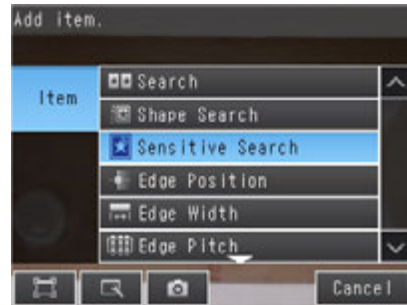 Add item.
Item
Search
Shape Search
Sensitive Search
Edge Position
Edge Width
Edge Pitch
Cancel